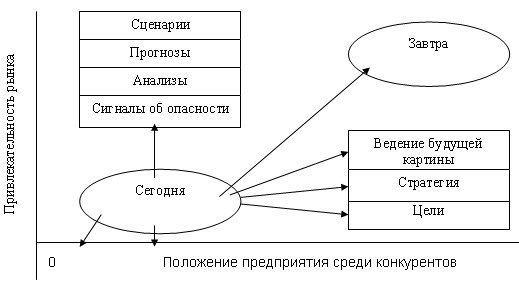 Привлекательность рынка
Сценарии
Прогнозы
Анализы
Сигналы об опасности
Завтра
Сегодня
Ведение будущей
картины
Стратегия
Цели
0
Положение предприятия среди конкурентов